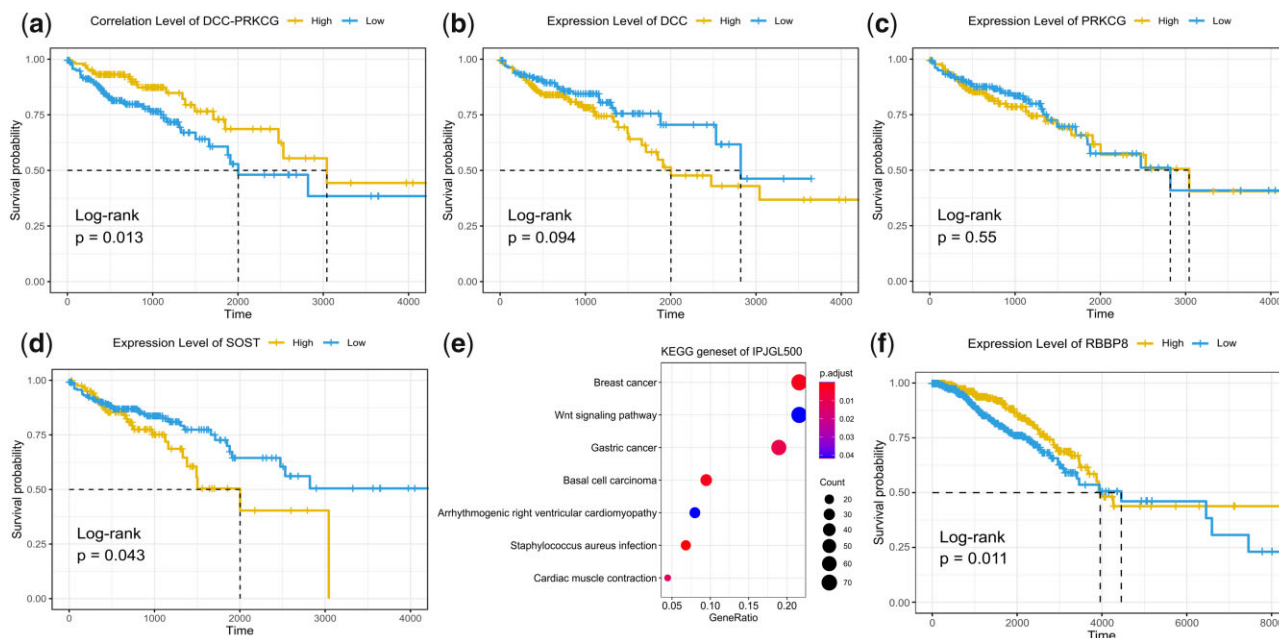 (a) Correlation Level of DCC-PRKCG High Low
Survival probability
1.00
0.75
0.50
0.25
0.00
Log-rank
p = 0.013
0 1000 2000 3000 4000
Time
(b) Expression Level of DCC High Low
Survival probability
1.00
0.75
0.50
0.25
0.00
Log-rank
p = 0.094
0 1000 2000 3000 4000
Time
(c) Expression Level of PRKCG High Low
Survival probability
1.00
0.75
0.50
0.25
0.00
Log-rank
p = 0.55
0 1000 2000 3000 4000
Time
(d) Expression Level of SOST High Low
Survival probability
1.00
0.75
0.50
0.25
0.00
Log-rank
p = 0.043
0 1000 2000 3000 4000
Time
(e) KEGG geneset of IPJGL500
Breast cancer
Wnt signaling pathway
Gastric cancer
Basal cell carcinoma
Arrhythmogenic right ventricular cardiomyopathy
Staphylococcus aureus infection
Cardiac muscle contraction
0.05 0.10 0.15 0.20
GeneRatio
p.adjust
0.01
0.02
0.03
0.04
Count
20
30
40
50
60
70
(f) Expression Level of RBBP8 High Low
Survival probability
1.00
0.75
0.50
0.25
0.00
Log-rank
p = 0.011
0 2000 4000 6000 8000
Time